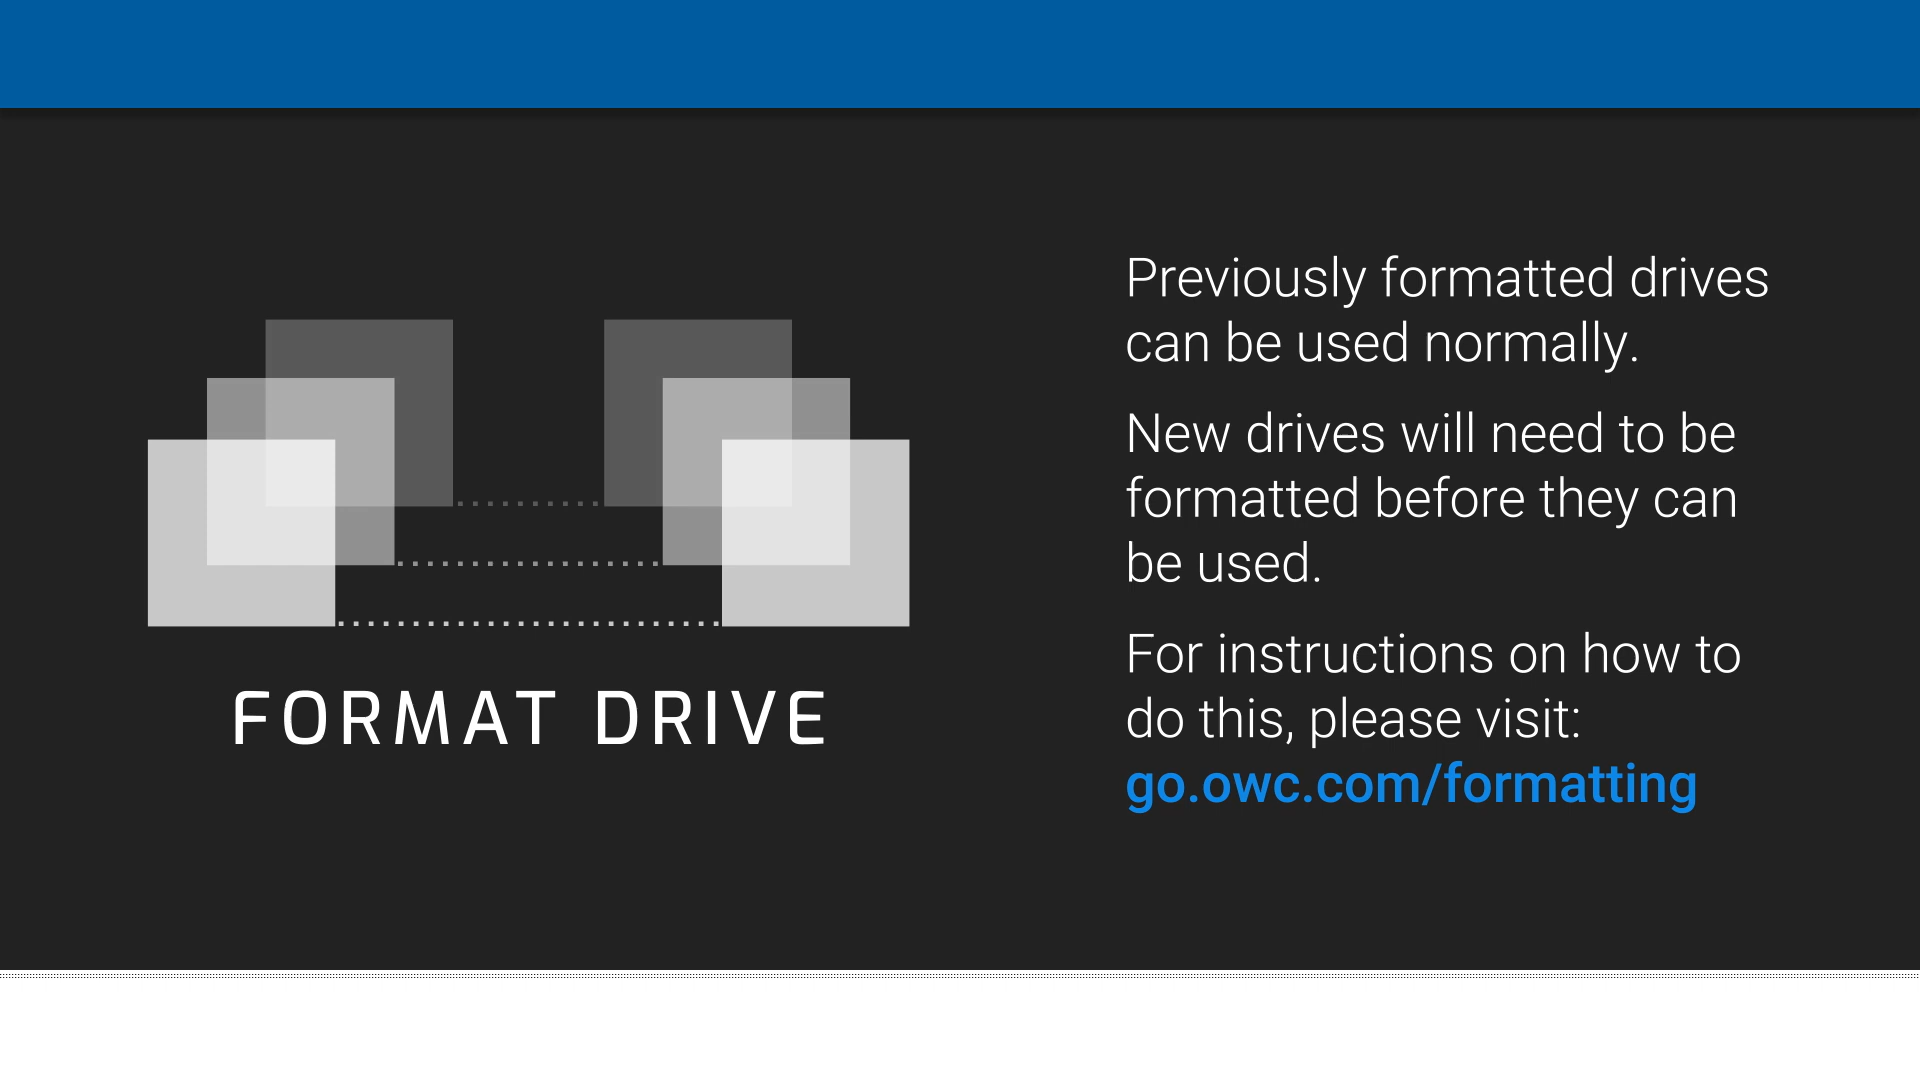 FORMAT DRIVE
Previously formatted drives
can be used normally.
New drives will need to be
formatted before they can
be used.
For instructions on how to
do this, please visit:
go.owc.com/formatting